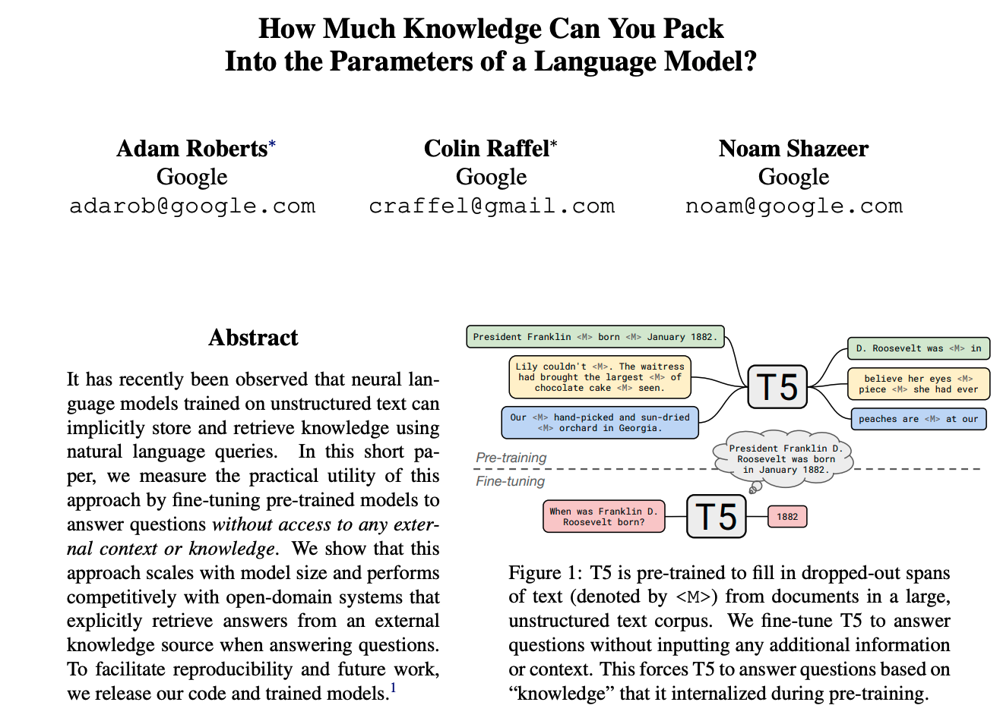 How Much Knowledge Can You Pack
Into the Parameters of a Language Model?
Adam Roberts*
Google
adarob@google.com
Colin Raffel*
Google
craffel@gmail.com
Noam Shazeer
Google
noam@google.com
Abstract
It has recently been observed that neural lan-
guage models trained on unstructured text can
implicitly store and retrieve knowledge using
natural language queries. In this short pa-
per, we measure the practical utility of this
approach by fine-tuning pre-trained models to
answer questions without access to any exter-
nal context or knowledge. We show that this
approach scales with model size and performs
competitively with open-domain systems that
explicitly retrieve answers from an external
knowledge source when answering questions.
To facilitate reproducibility and future work,
we release our code and trained models.1
President Franklin <M> born <M> January 1882.
Lily couldn't <M>. The waitress
had brought the largest <M> of
chocolate cake <M> seen.
Our <M> hand-picked and sun-dried
<M> orchard in Georgia.
T5
D. Roosevelt was <M> in
believe her eyes <M>
piece <M> she had ever
peaches are <M> at our
Pre-training
Fine-tuning
President Franklin D.
Roosevelt was born
in January 1882.
When was Franklin D.
Roosevelt born?
T5
1882
Figure 1: T5 is pre-trained to fill in dropped-out spans
of text (denoted by <M>) from documents in a large,
unstructured text corpus. We fine-tune T5 to answer
questions without inputting any additional information
or context. This forces T5 to answer questions based on
“knowledge” that it internalized during pre-training.